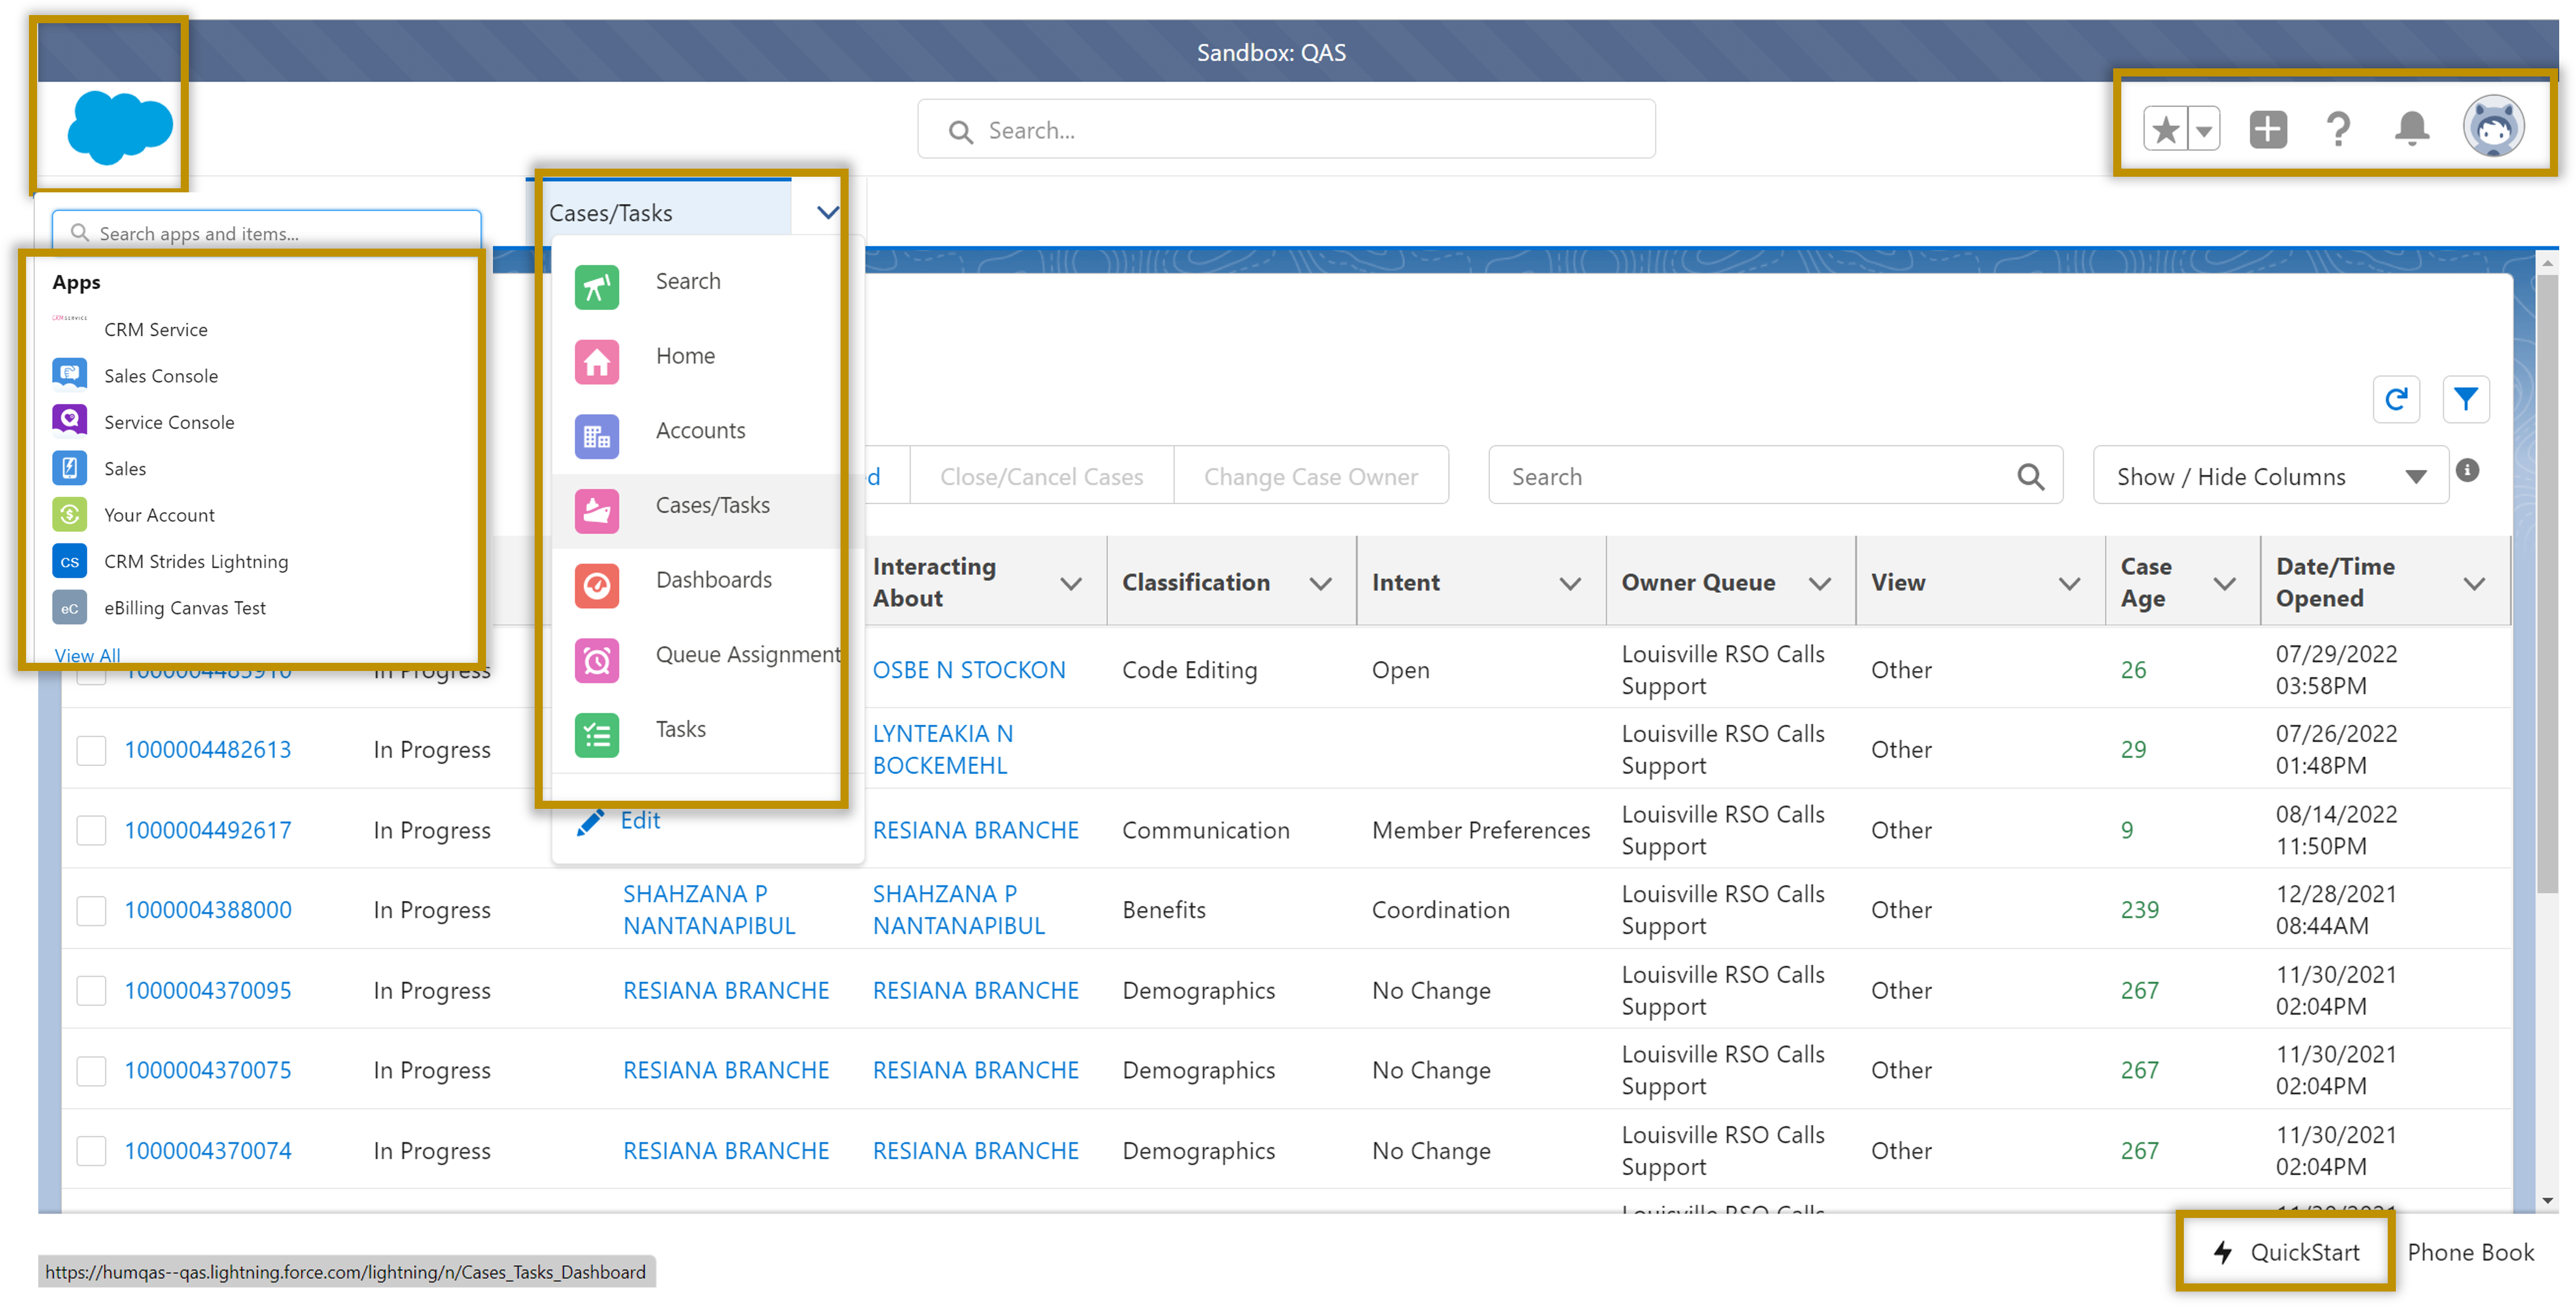 Sandbox: QAS
Search...
Search apps and items...
Cases/Tasks
Apps
CRM Service
Sales Console
Service Console
Sales
Your Account
CRM Strides Lightning
eBilling Canvas Test
View All
CRM SERVICE
CS
eC
Search
Home
Accounts
Cases/Tasks
Dashboards
Queue Assignment
Tasks
Edit
d Close/Cancel Cases Change Case Owner Search Show / Hide Columns
Interacting About Classification Intent Owner Queue View Case Age Date/Time Opened
In Progress OSBE N STOCKON Code Editing Open Louisville RSO Calls Support Other 26 07/29/2022 03:58PM
1000004482613 In Progress LYNTEAKIA N BOCKEMEHL Louisville RSO Calls Support Other 29 07/26/2022 01:48PM
1000004492617 In Progress RESIANA BRANCHE Communication Member Preferences Louisville RSO Calls Support Other 9 08/14/2022 11:50PM
1000004388000 In Progress SHAHZANA P NANTANAPIBUL SHAHZANA P NANTANAPIBUL Benefits Coordination Louisville RSO Calls Support Other 239 12/28/2021 08:44AM
1000004370095 In Progress RESIANA BRANCHE RESIANA BRANCHE Demographics No Change Louisville RSO Calls Support Other 267 11/30/2021 02:04PM
1000004370075 In Progress RESIANA BRANCHE RESIANA BRANCHE Demographics No Change Louisville RSO Calls Support Other 267 11/30/2021 02:04PM
1000004370074 In Progress RESIANA BRANCHE RESIANA BRANCHE Demographics No Change Louisville RSO Calls Support Other 267 11/30/2021 02:04PM
QuickStart Phone Book
https://humqas--qas.lightning.force.com/lightning/n/Cases_Tasks_Dashboard